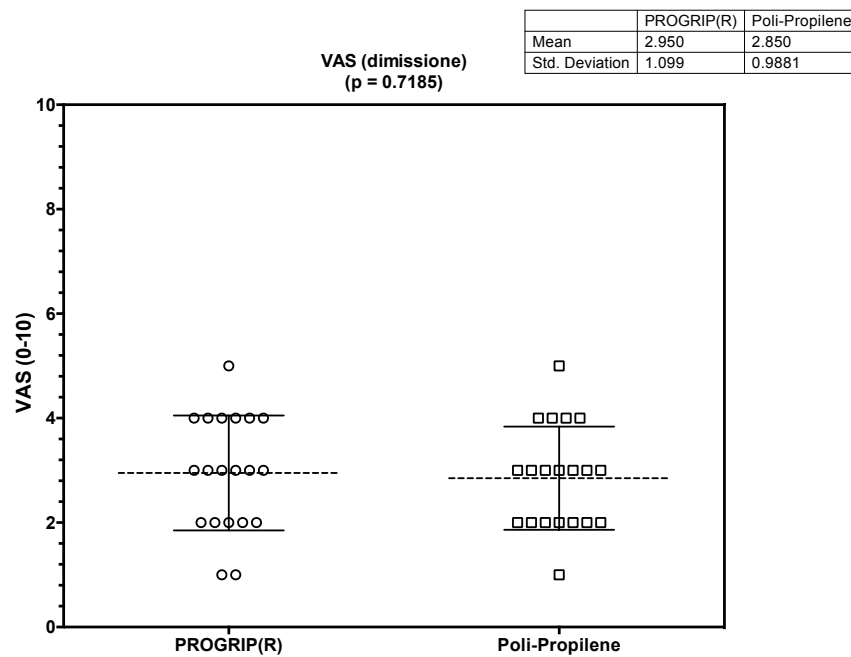 PROGRIP(R) Poli-Propilene
Mean 2.950 2.850
Std. Deviation 1.099 0.9881
VAS (dimissione)
(p = 0.7185)
10
8
6
4
2
0
VAS (0-10)
PROGRIP(R) Poli-Propilene